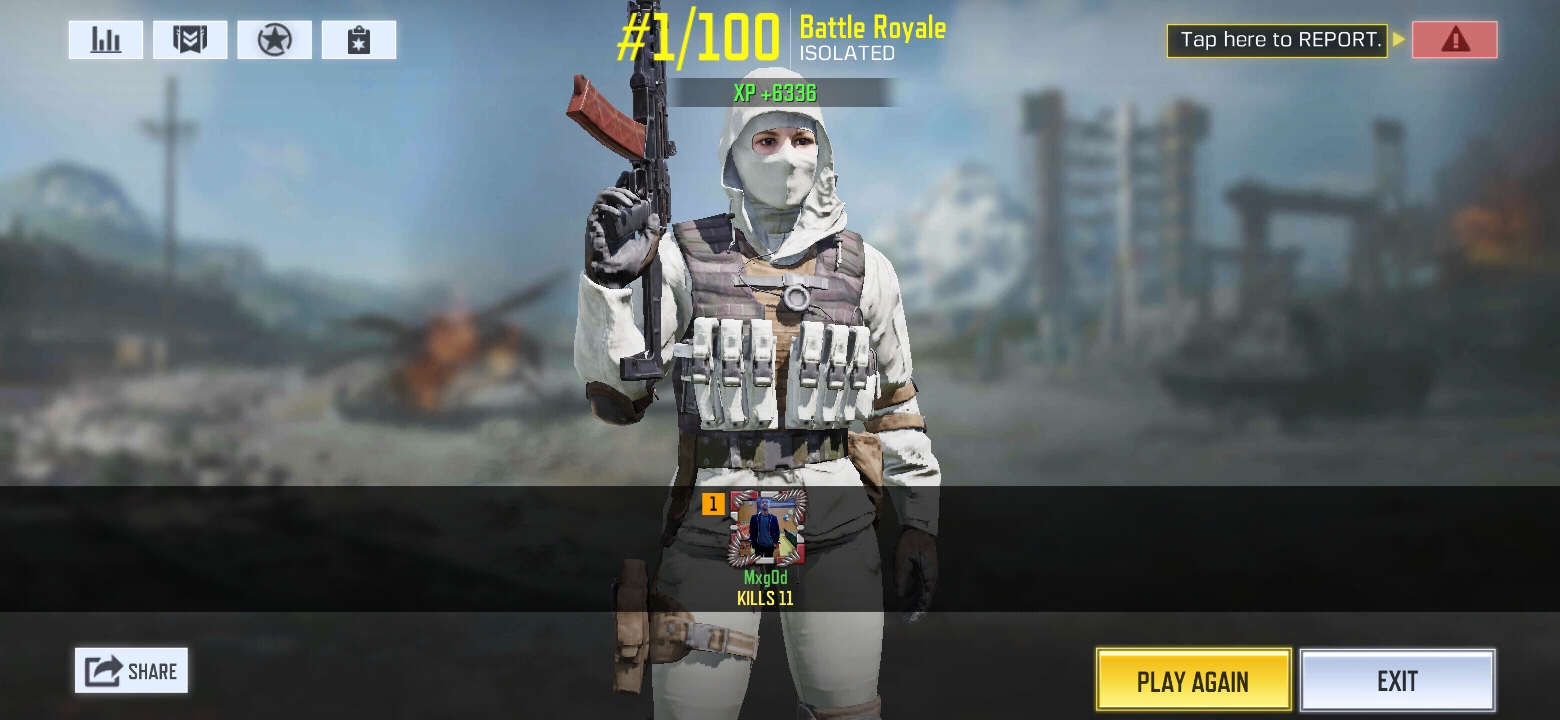 #1/100
Battle Royale
ISOLATED
Tap here to REPORT.
XP +6336
1
Mxg0d
KILLS 11
SHARE
PLAY AGAIN
EXIT